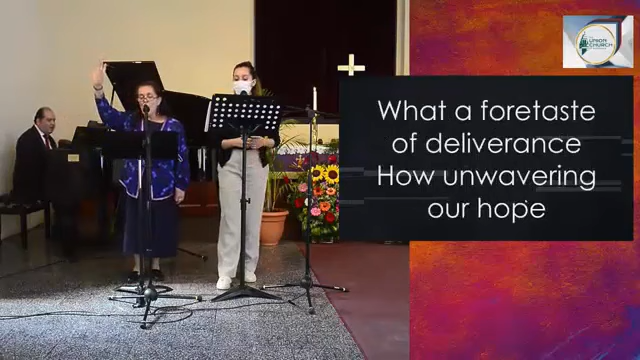 UNION
CHURCH
What a foretaste
of deliverance
How unwavering
our hope